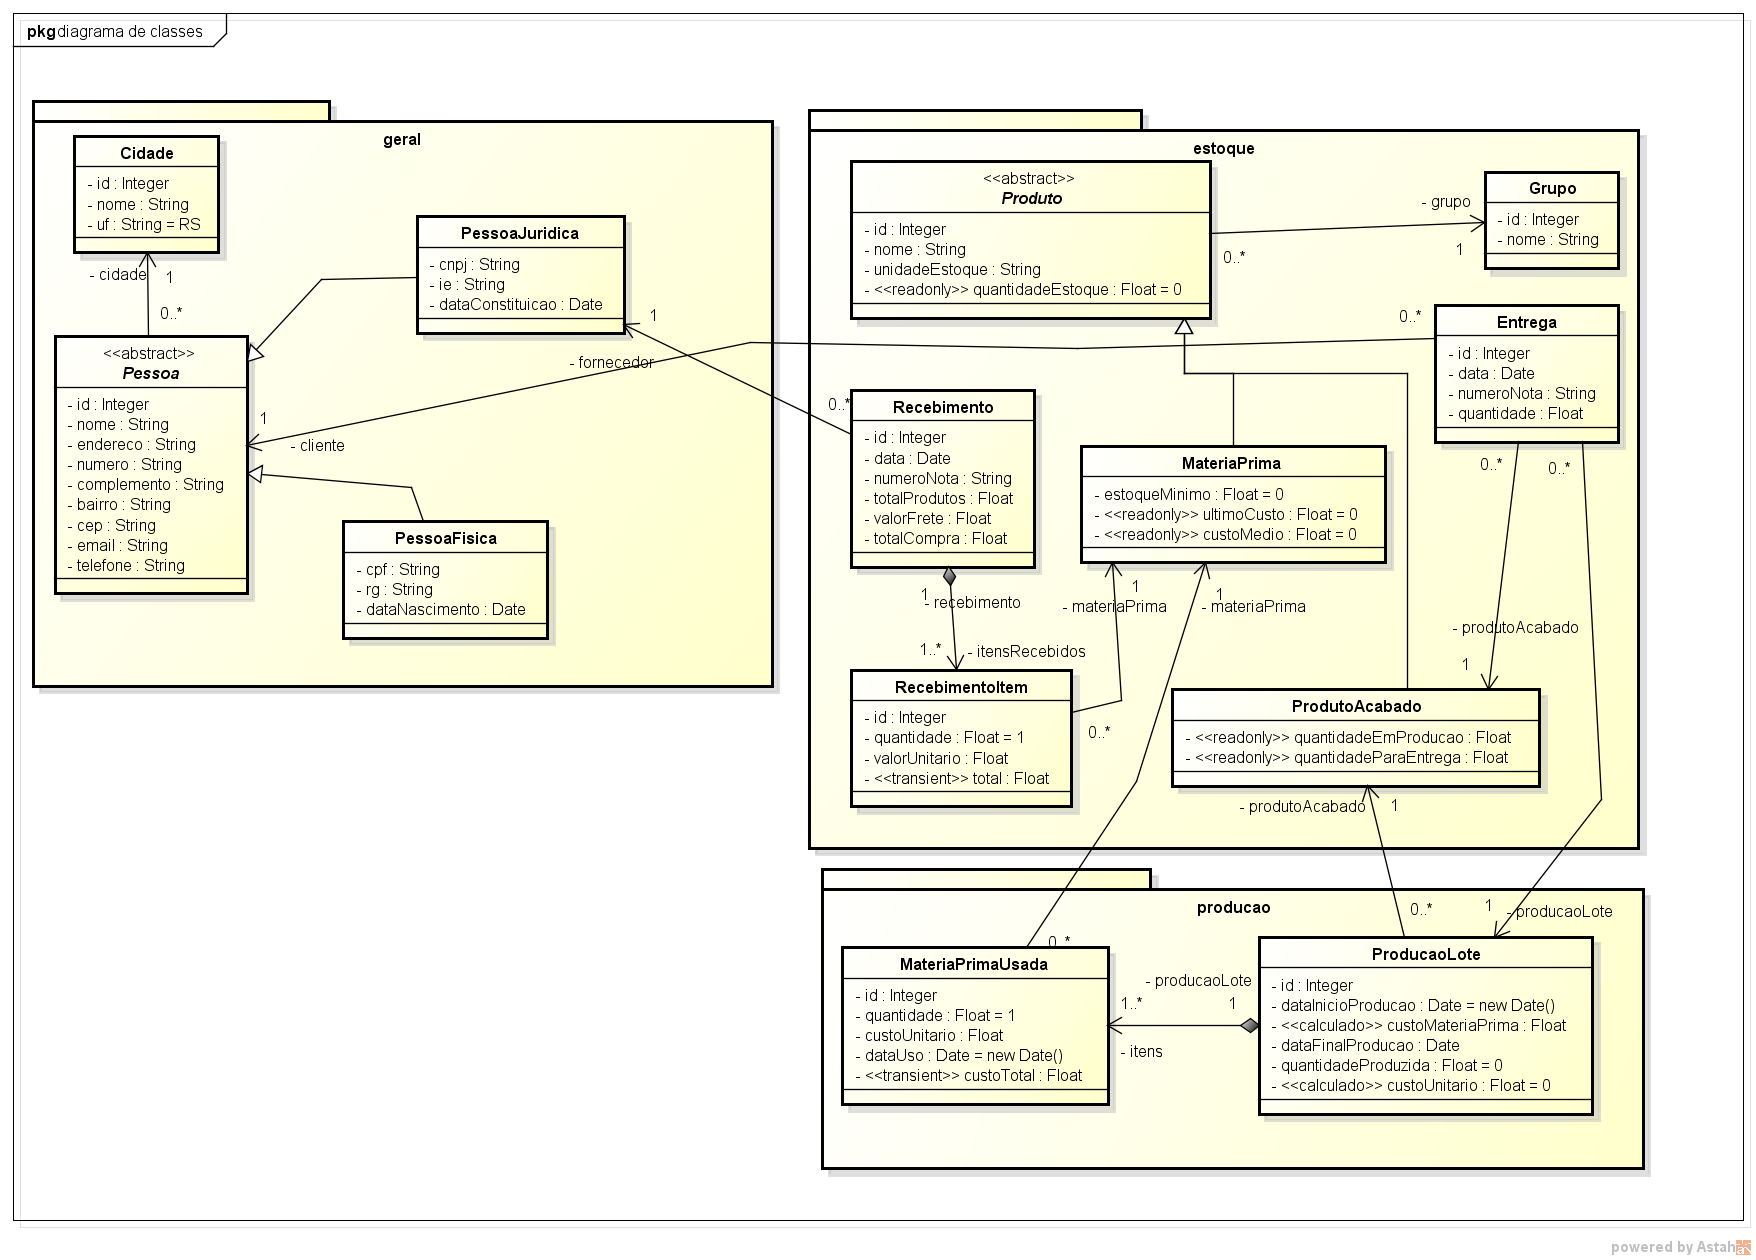 pkg diagrama de classes
geral
Cidade
- id : Integer
- nome : String
- uf : String = RS
- cidade
1
0..*
<<abstract>>
Pessoa
- id : Integer
- nome : String
- endereco : String
- numero : String
- complemento : String
- bairro : String
- cep : String
- email : String
- telefone : String
PessoaJuridica
- cnpj : String
- ie : String
- dataConstituicao : Date
1
- fornecedor
0..*
1
- cliente
PessoaFisica
- cpf : String
- rg : String
- dataNascimento : Date
estoque
<<abstract>>
Produto
- id : Integer
- nome : String
- unidadeEstoque : String
- <<readonly>> quantidadeEstoque : Float = 0
- grupo
0..*
1
Grupo
- id : Integer
- nome : String
0..*
Entrega
- id : Integer
- data : Date
- numeroNota : String
- quantidade : Float
0..*
0..*
Recebimento
- id : Integer
- data : Date
- numeroNota : String
- totalProdutos : Float
- valorFrete : Float
- totalCompra : Float
1
- recebimento
1..*
- itensRecebidos
MateriaPrima
- estoqueMinimo : Float = 0
- <<readonly>> ultimoCusto : Float = 0
- <<readonly>> custoMedio : Float = 0
1
- materiaPrima
1
- materiaPrima
- produtoAcabado
1
RecebimentoItem
- id : Integer
- quantidade : Float = 1
- valorUnitario : Float
- <<transient>> total : Float
0..*
ProdutoAcabado
- <<readonly>> quantidadeEmProducao : Float
- <<readonly>> quantidadeParaEntrega : Float
- produtoAcabado
1
producao
0..*
1
- producaoLote
0..*
MateriaPrimaUsada
- id : Integer
- quantidade : Float = 1
- custoUnitario : Float
- dataUso : Date = new Date()
- <<transient>> custoTotal : Float
- producaoLote
1..*
1
- itens
ProducaoLote
- id : Integer
- dataInicioProducao : Date = new Date()
- <<calculado>> custoMateriaPrima : Float
- dataFinalProducao : Date
- quantidadeProduzida : Float = 0
- <<calculado>> custoUnitario : Float = 0
powered by Astah